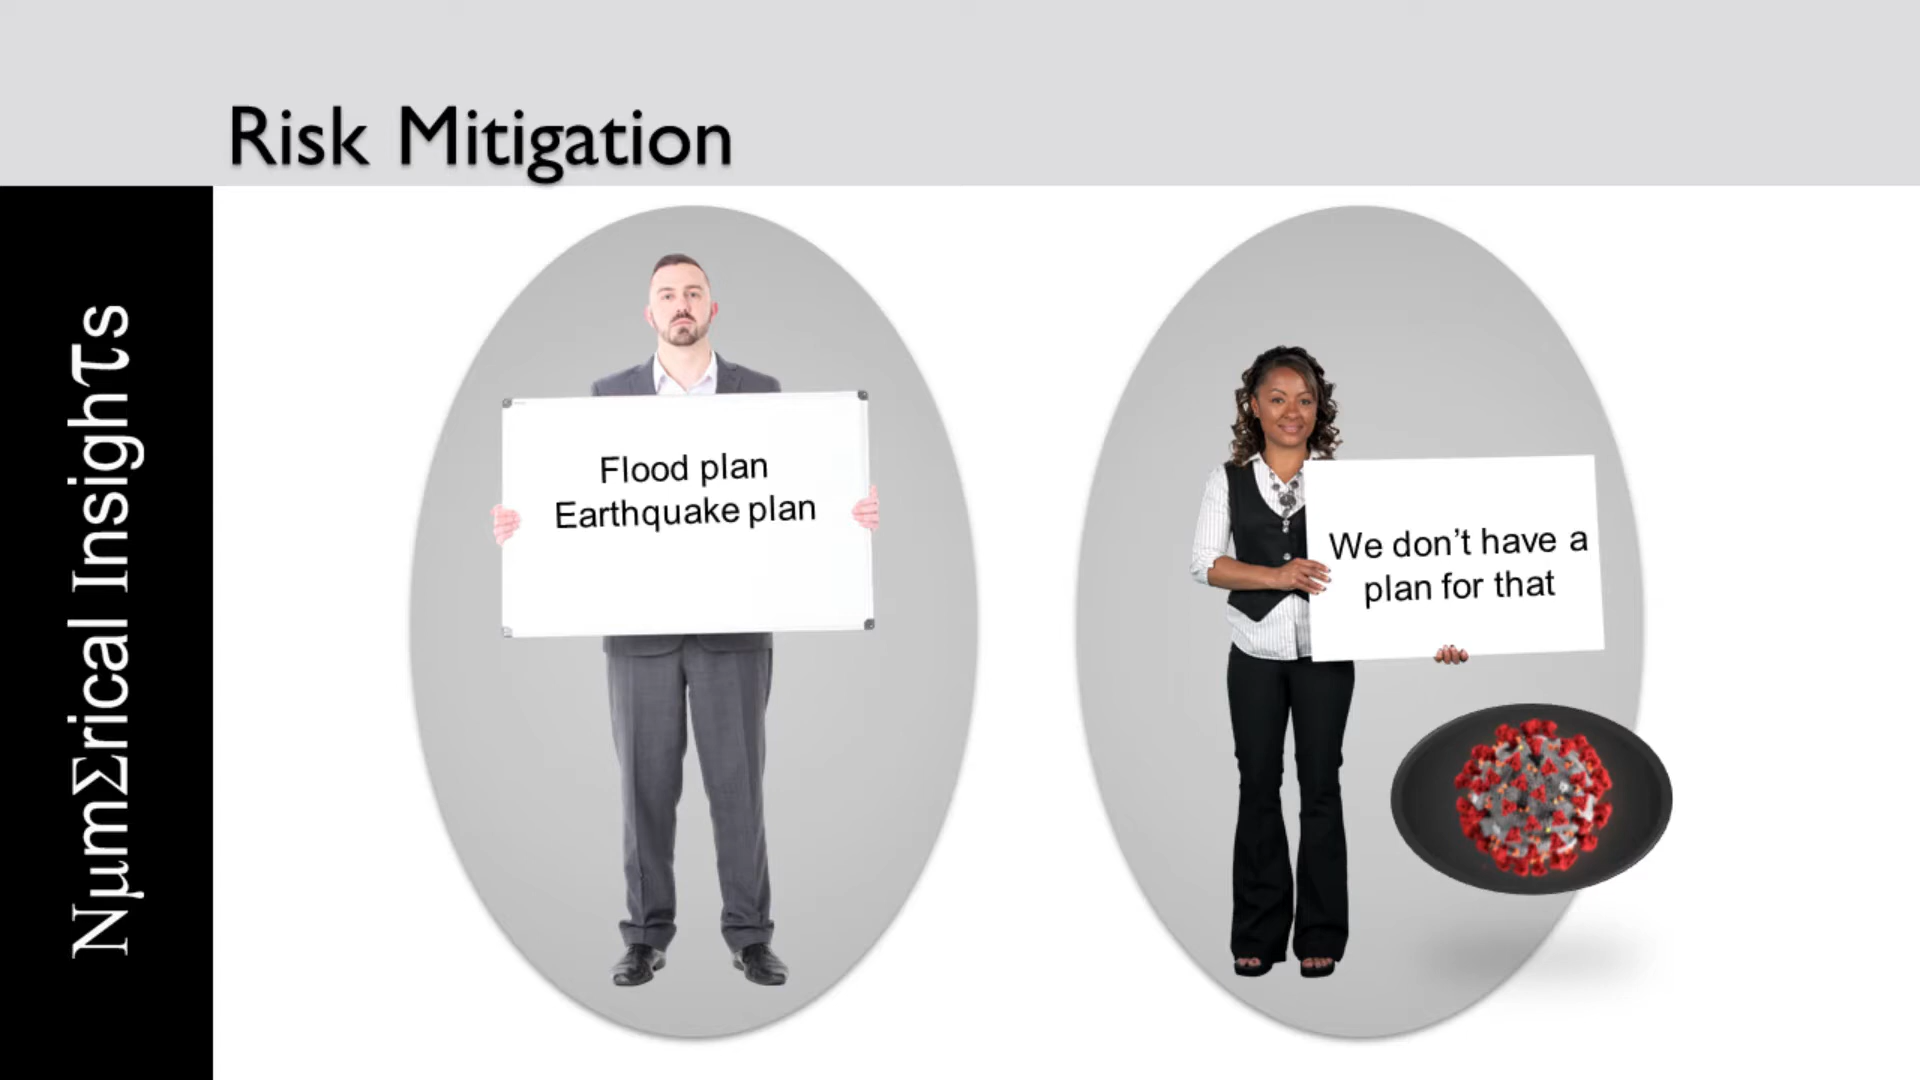 Risk Mitigation
NμmΣrical Insighτs
Flood plan
Earthquake plan
We don’t have a
plan for that